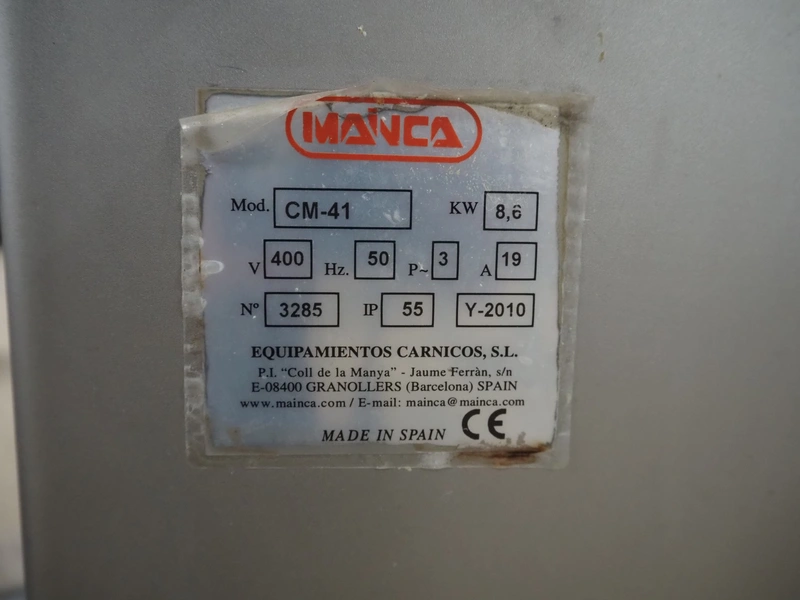 MAINCA
Mod. CM-41 KW 8,6
V 400 Hz. 50 P~ 3 A 19
Nº 3285 IP 55 Y-2010
EQUIPAMIENTOS CARNICOS, S.L.
P.I. "Coll de la Manya" - Jaume Ferràn, s/n
E-08400 GRANOLLERS (Barcelona) SPAIN
www.mainca.com / E-mail: mainca@mainca.com
MADE IN SPAIN CE